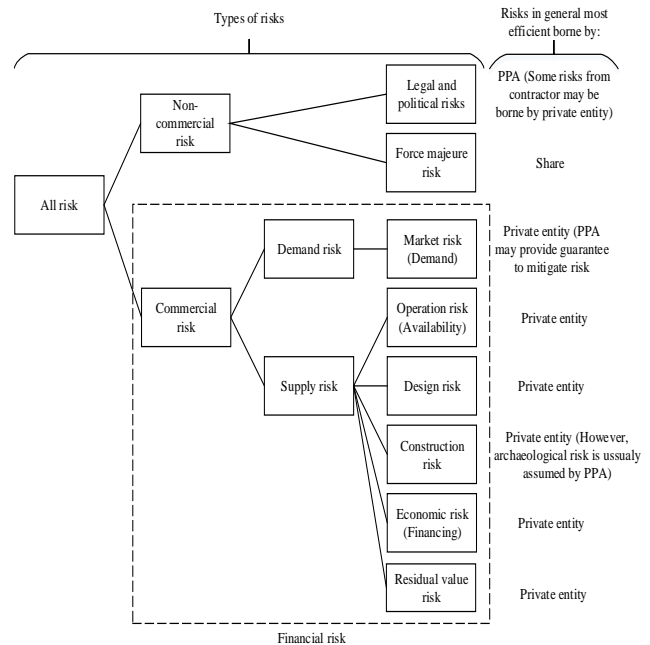 Types of risks
Risks in general most
efficient borne by:
Non-
commercial
risk
Legal and
political risks
PPA (Some risks from
contractor may be
borne by private entity)
Force majeure
risk
Share
All risk
Demand risk
Market risk
(Demand)
Private entity (PPA
may provide guarantee
to mitigate risk
Commercial
risk
Operation risk
(Availability)
Private entity
Supply risk
Design risk
Private entity
Construction
risk
Private entity (However,
archaeological risk is usualy
assumed by PPA)
Economic risk
(Financing)
Private entity
Residual value
risk
Private entity
Financial risk